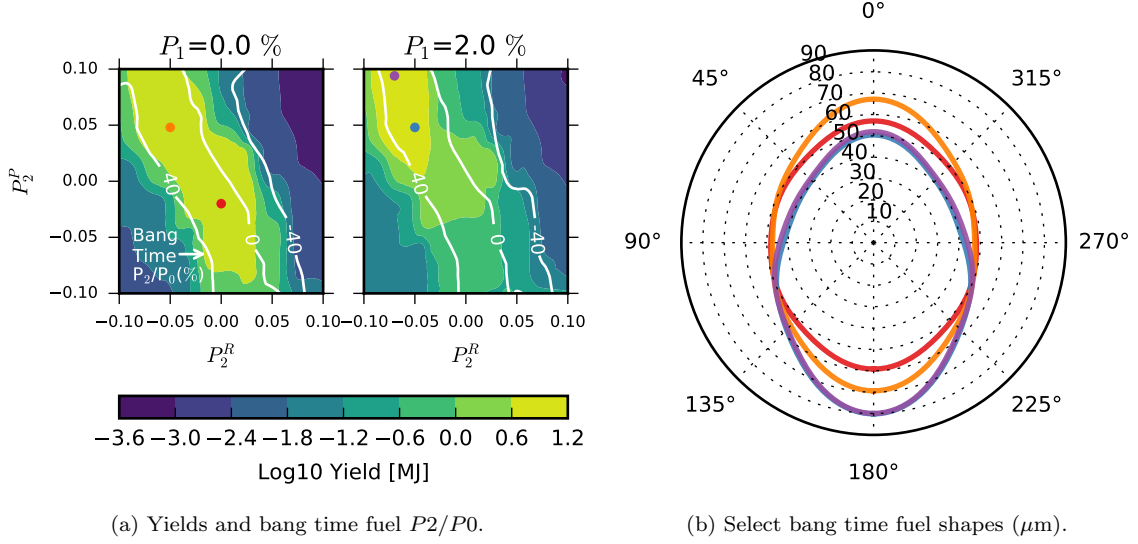 P₁=0.0 %
P₁=2.0 %
0.10
0.05
0.00
−0.05
−0.10
P₂ᴾ
40
0
-40
Bang
Time
P₂/P₀(%)
−0.10 −0.05 0.00 0.05 0.10
P₂ᴿ
40
0
-40
−0.10 −0.05 0.00 0.05 0.10
P₂ᴿ
−3.6 −3.0 −2.4 −1.8 −1.2 −0.6 0.0 0.6 1.2
Log10 Yield [MJ]
(a) Yields and bang time fuel P2/P0.
0°
45°
315°
90
80
70
60
50
40
30
20
10
90°
270°
135°
225°
180°
(b) Select bang time fuel shapes (μm).